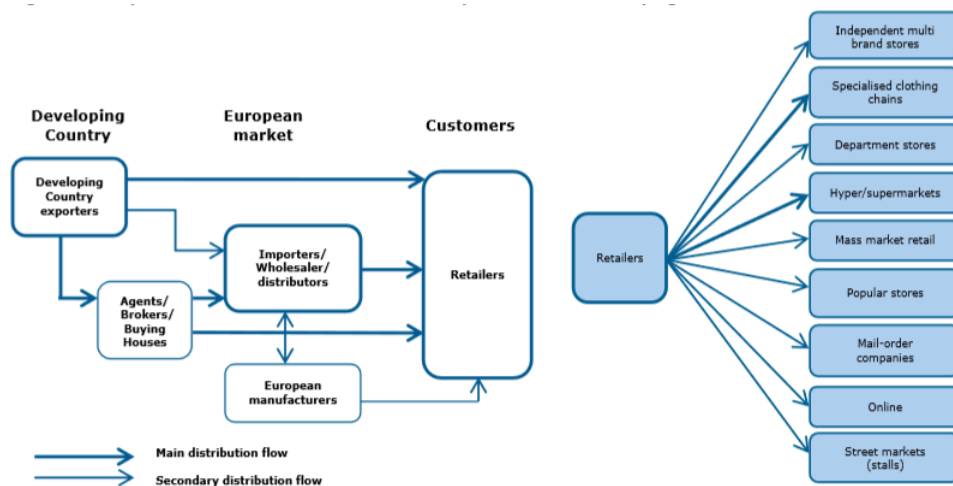 Developing
Country
European
market
Customers
Developing
Country
exporters
Importers/
Wholesaler/
distributors
Agents/
Brokers/
Buying
Houses
European
manufacturers
Retailers
Main distribution flow
Secondary distribution flow
Retailers
Independent multi
brand stores
Specialised clothing
chains
Department stores
Hyper/supermarkets
Mass market retail
Popular stores
Mail-order
companies
Online
Street markets
(stalls)